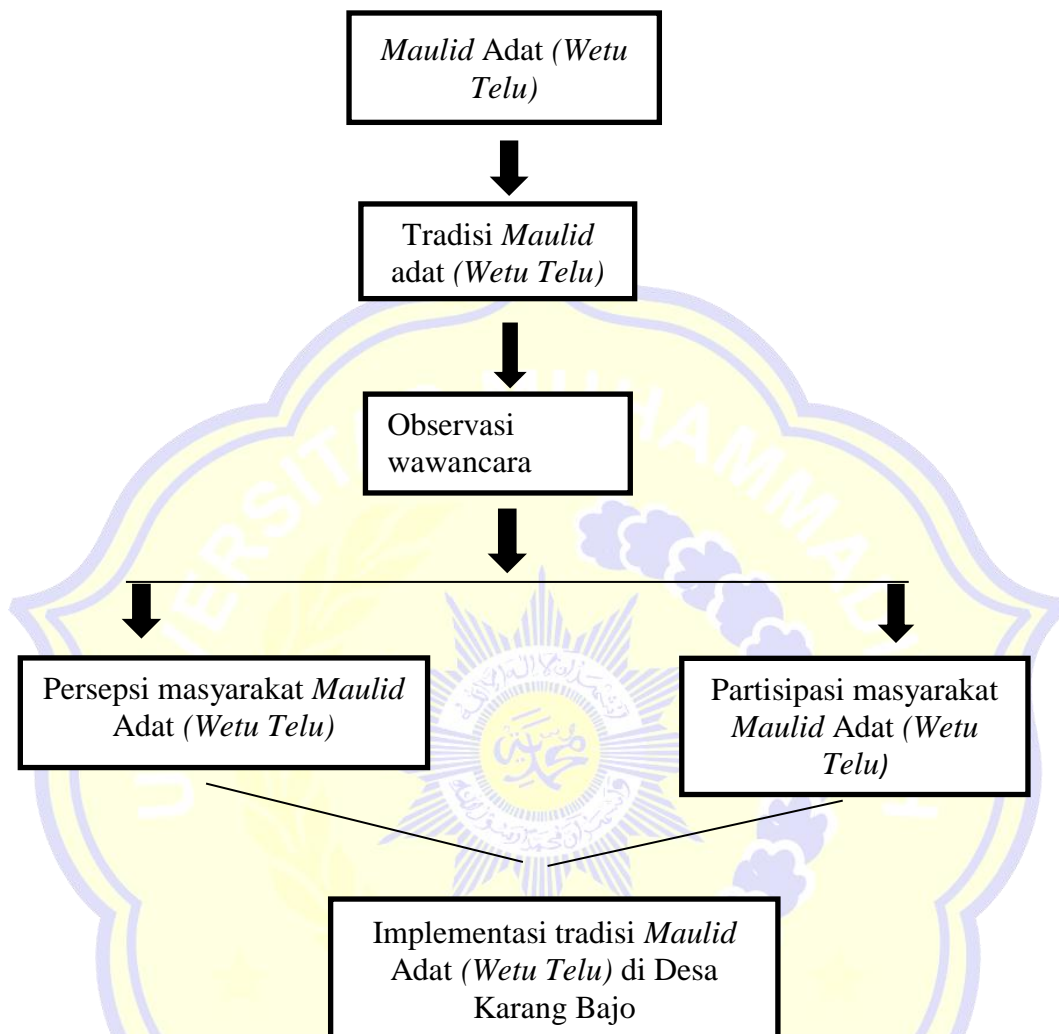 Maulid Adat (Wetu
Telu)
Tradisi Maulid
adat (Wetu Telu)
Observasi
wawancara
Persepsi masyarakat Maulid
Adat (Wetu Telu)
Partisipasi masyarakat
Maulid Adat (Wetu
Telu)
Implementasi tradisi Maulid
Adat (Wetu Telu) di Desa
Karang Bajo